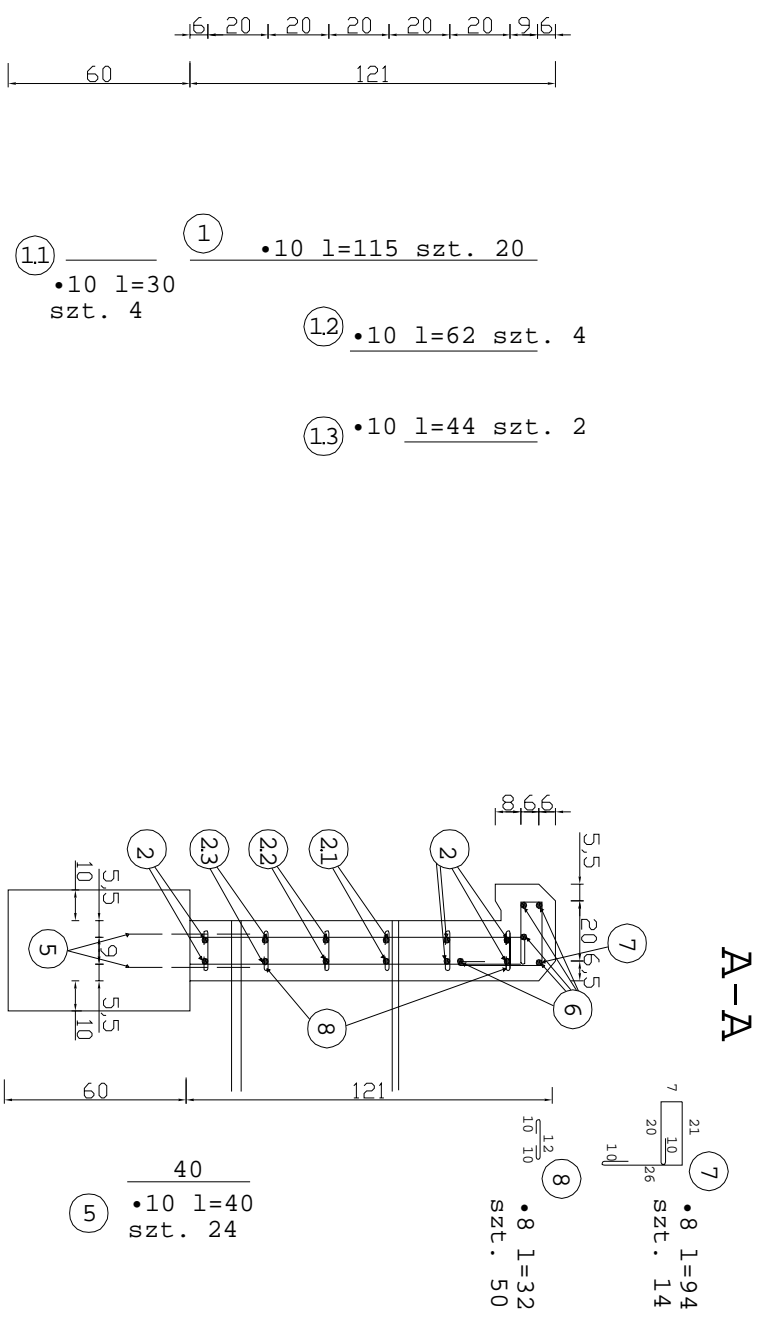 6 20 20 20 20 20 9 6
60 121
1.1
•10 l=30
szt. 4
1
•10 l=115 szt. 20
1.2 •10 l=62 szt. 4
1.3 •10 l=44 szt. 2
8 6 6
5,5
20
6,5
2 2.3 2.2 2.1 2
7
6
8
5
10
5,5
9
5,5
10
A-A
60 121
40
5
•10 l=40
szt. 24
10 12 10
8
•8 l=32
szt. 50
7 21
20 10
10 26
7
•8 l=94
szt. 14